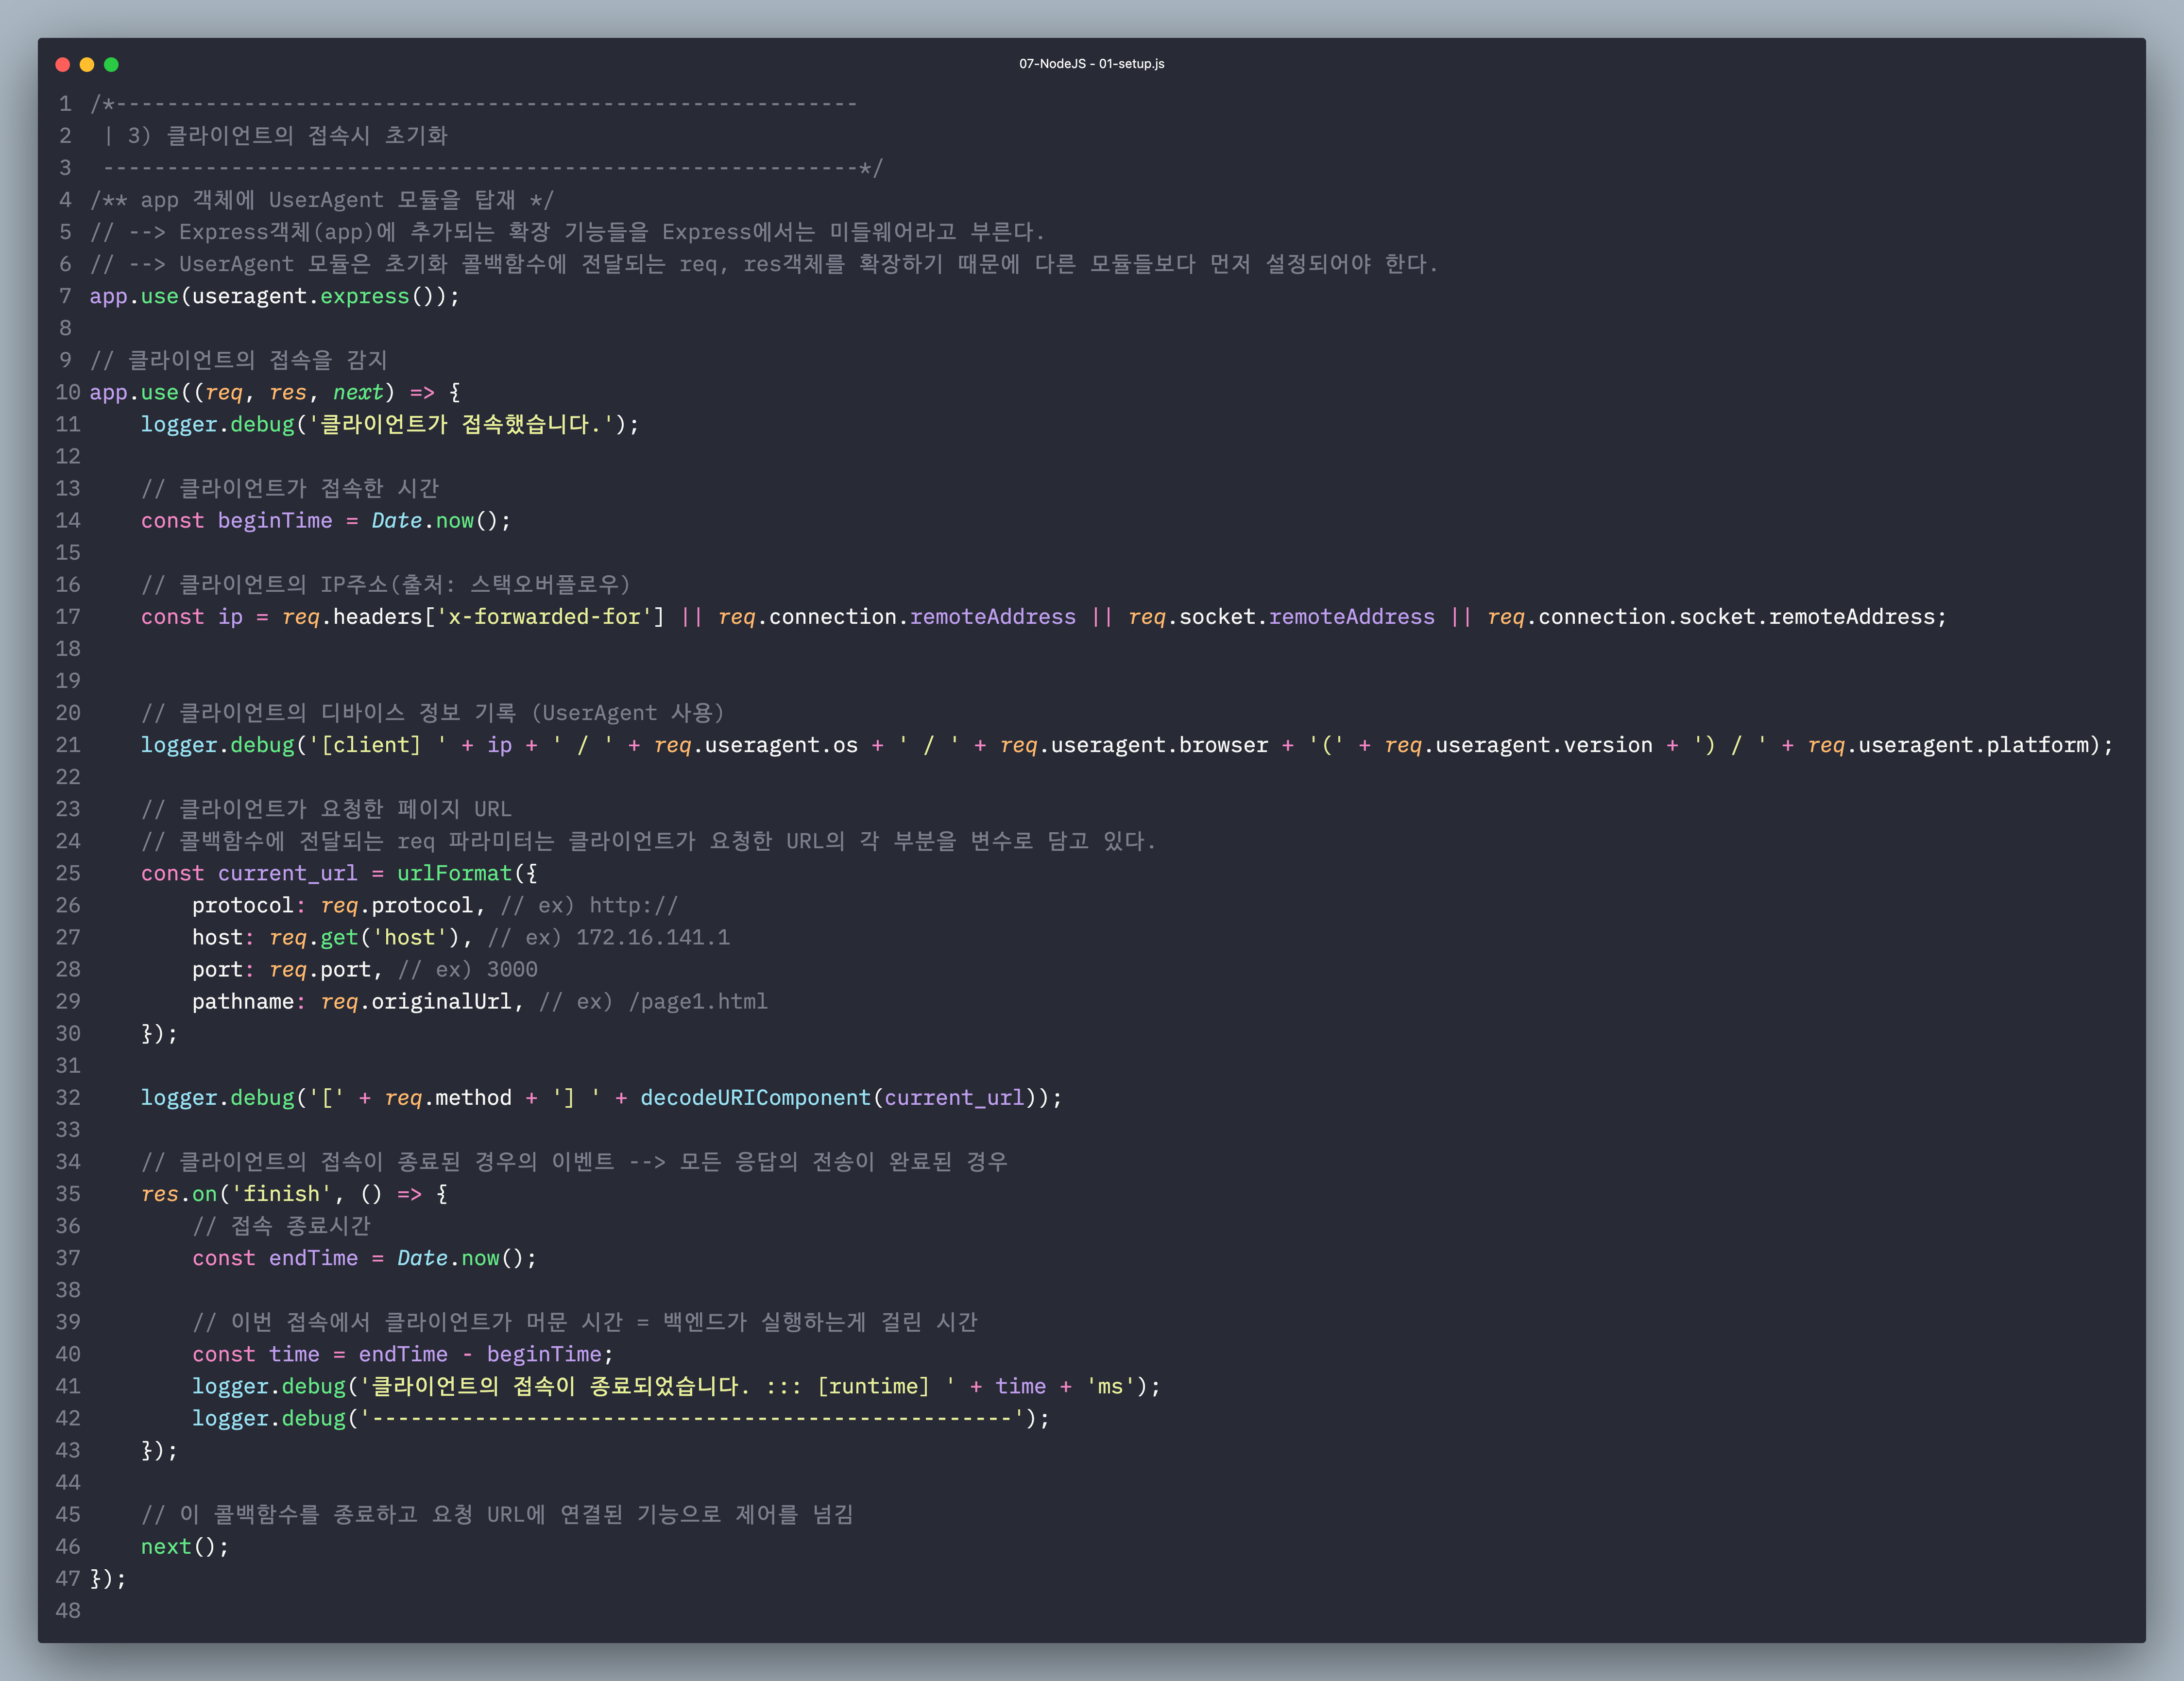 07-NodeJS - 01-setup.js
1 /*----------------------------------------------------------
2  | 3) 클라이언트의 접속시 초기화
3  -----------------------------------------------------------*/
4 /** app 객체에 UserAgent 모듈을 탑재 */
5 // --> Express객체(app)에 추가되는 확장 기능들을 Express에서는 미들웨어라고 부른다.
6 // --> UserAgent 모듈은 초기화 콜백함수에 전달되는 req, res객체를 확장하기 때문에 다른 모듈들보다 먼저 설정되어야 한다.
7 app.use(useragent.express());
8
9 // 클라이언트의 접속을 감지
10 app.use((req, res, next) => {
11     logger.debug('클라이언트가 접속했습니다.');
12
13     // 클라이언트가 접속한 시간
14     const beginTime = Date.now();
15
16     // 클라이언트의 IP주소(출처: 스택오버플로우)
17     const ip = req.headers['x-forwarded-for'] || req.connection.remoteAddress || req.socket.remoteAddress || req.connection.socket.remoteAddress;
18
19
20     // 클라이언트의 디바이스 정보 기록 (UserAgent 사용)
21     logger.debug('[client] ' + ip + ' / ' + req.useragent.os + ' / ' + req.useragent.browser + '(' + req.useragent.version + ') / ' + req.useragent.platform);
22
23     // 클라이언트가 요청한 페이지 URL
24     // 콜백함수에 전달되는 req 파라미터는 클라이언트가 요청한 URL의 각 부분을 변수로 담고 있다.
25     const current_url = urlFormat({
26         protocol: req.protocol, // ex) http://
27         host: req.get('host'), // ex) 172.16.141.1
28         port: req.port, // ex) 3000
29         pathname: req.originalUrl, // ex) /page1.html
30     });
31
32     logger.debug('[' + req.method + '] ' + decodeURIComponent(current_url));
33
34     // 클라이언트의 접속이 종료된 경우의 이벤트 --> 모든 응답의 전송이 완료된 경우
35     res.on('finish', () => {
36         // 접속 종료시간
37         const endTime = Date.now();
38
39         // 이번 접속에서 클라이언트가 머문 시간 = 백엔드가 실행하는게 걸린 시간
40         const time = endTime - beginTime;
41         logger.debug('클라이언트의 접속이 종료되었습니다. ::: [runtime] ' + time + 'ms');
42         logger.debug('--------------------------------------------------');
43     });
44
45     // 이 콜백함수를 종료하고 요청 URL에 연결된 기능으로 제어를 넘김
46     next();
47 });
48